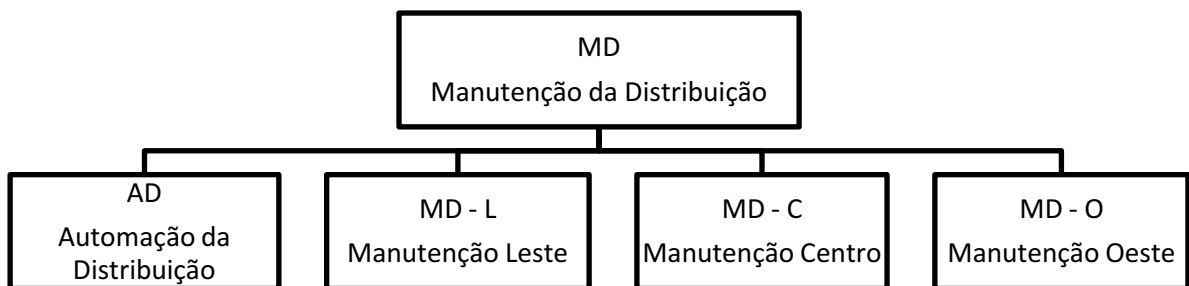 MD
Manutenção da Distribuição
AD
Automação da
Distribuição
MD - L
Manutenção Leste
MD - C
Manutenção Centro
MD - O
Manutenção Oeste